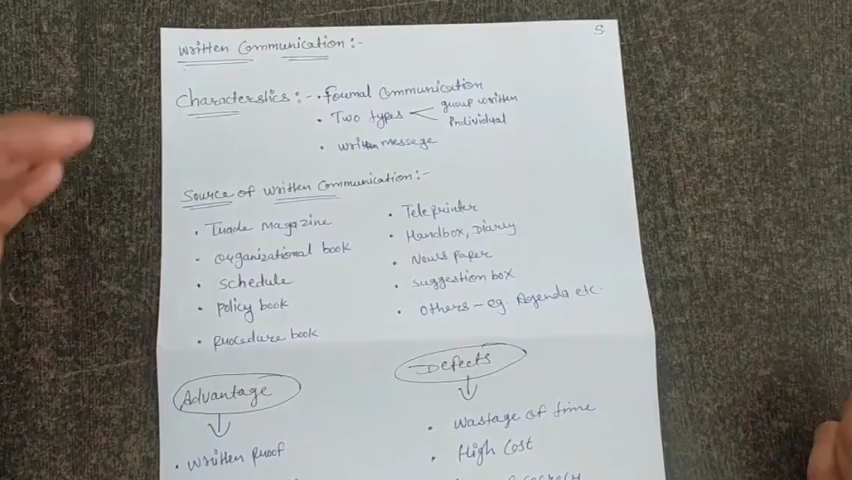 5
Written Communication :-
Characterstics :- • Formal Communication
• Two types group written
Individual
• written message
Source of written Communication :-
• Trade magazine
• organizational book
• schedule
• policy book
• Procedure book
• Teleprinter
• Handbox, Diary
• News Paper
• suggestion box
• others - eg. Agenda etc.
Advantage
• written proof
Defects
• wastage of time
• High Cost